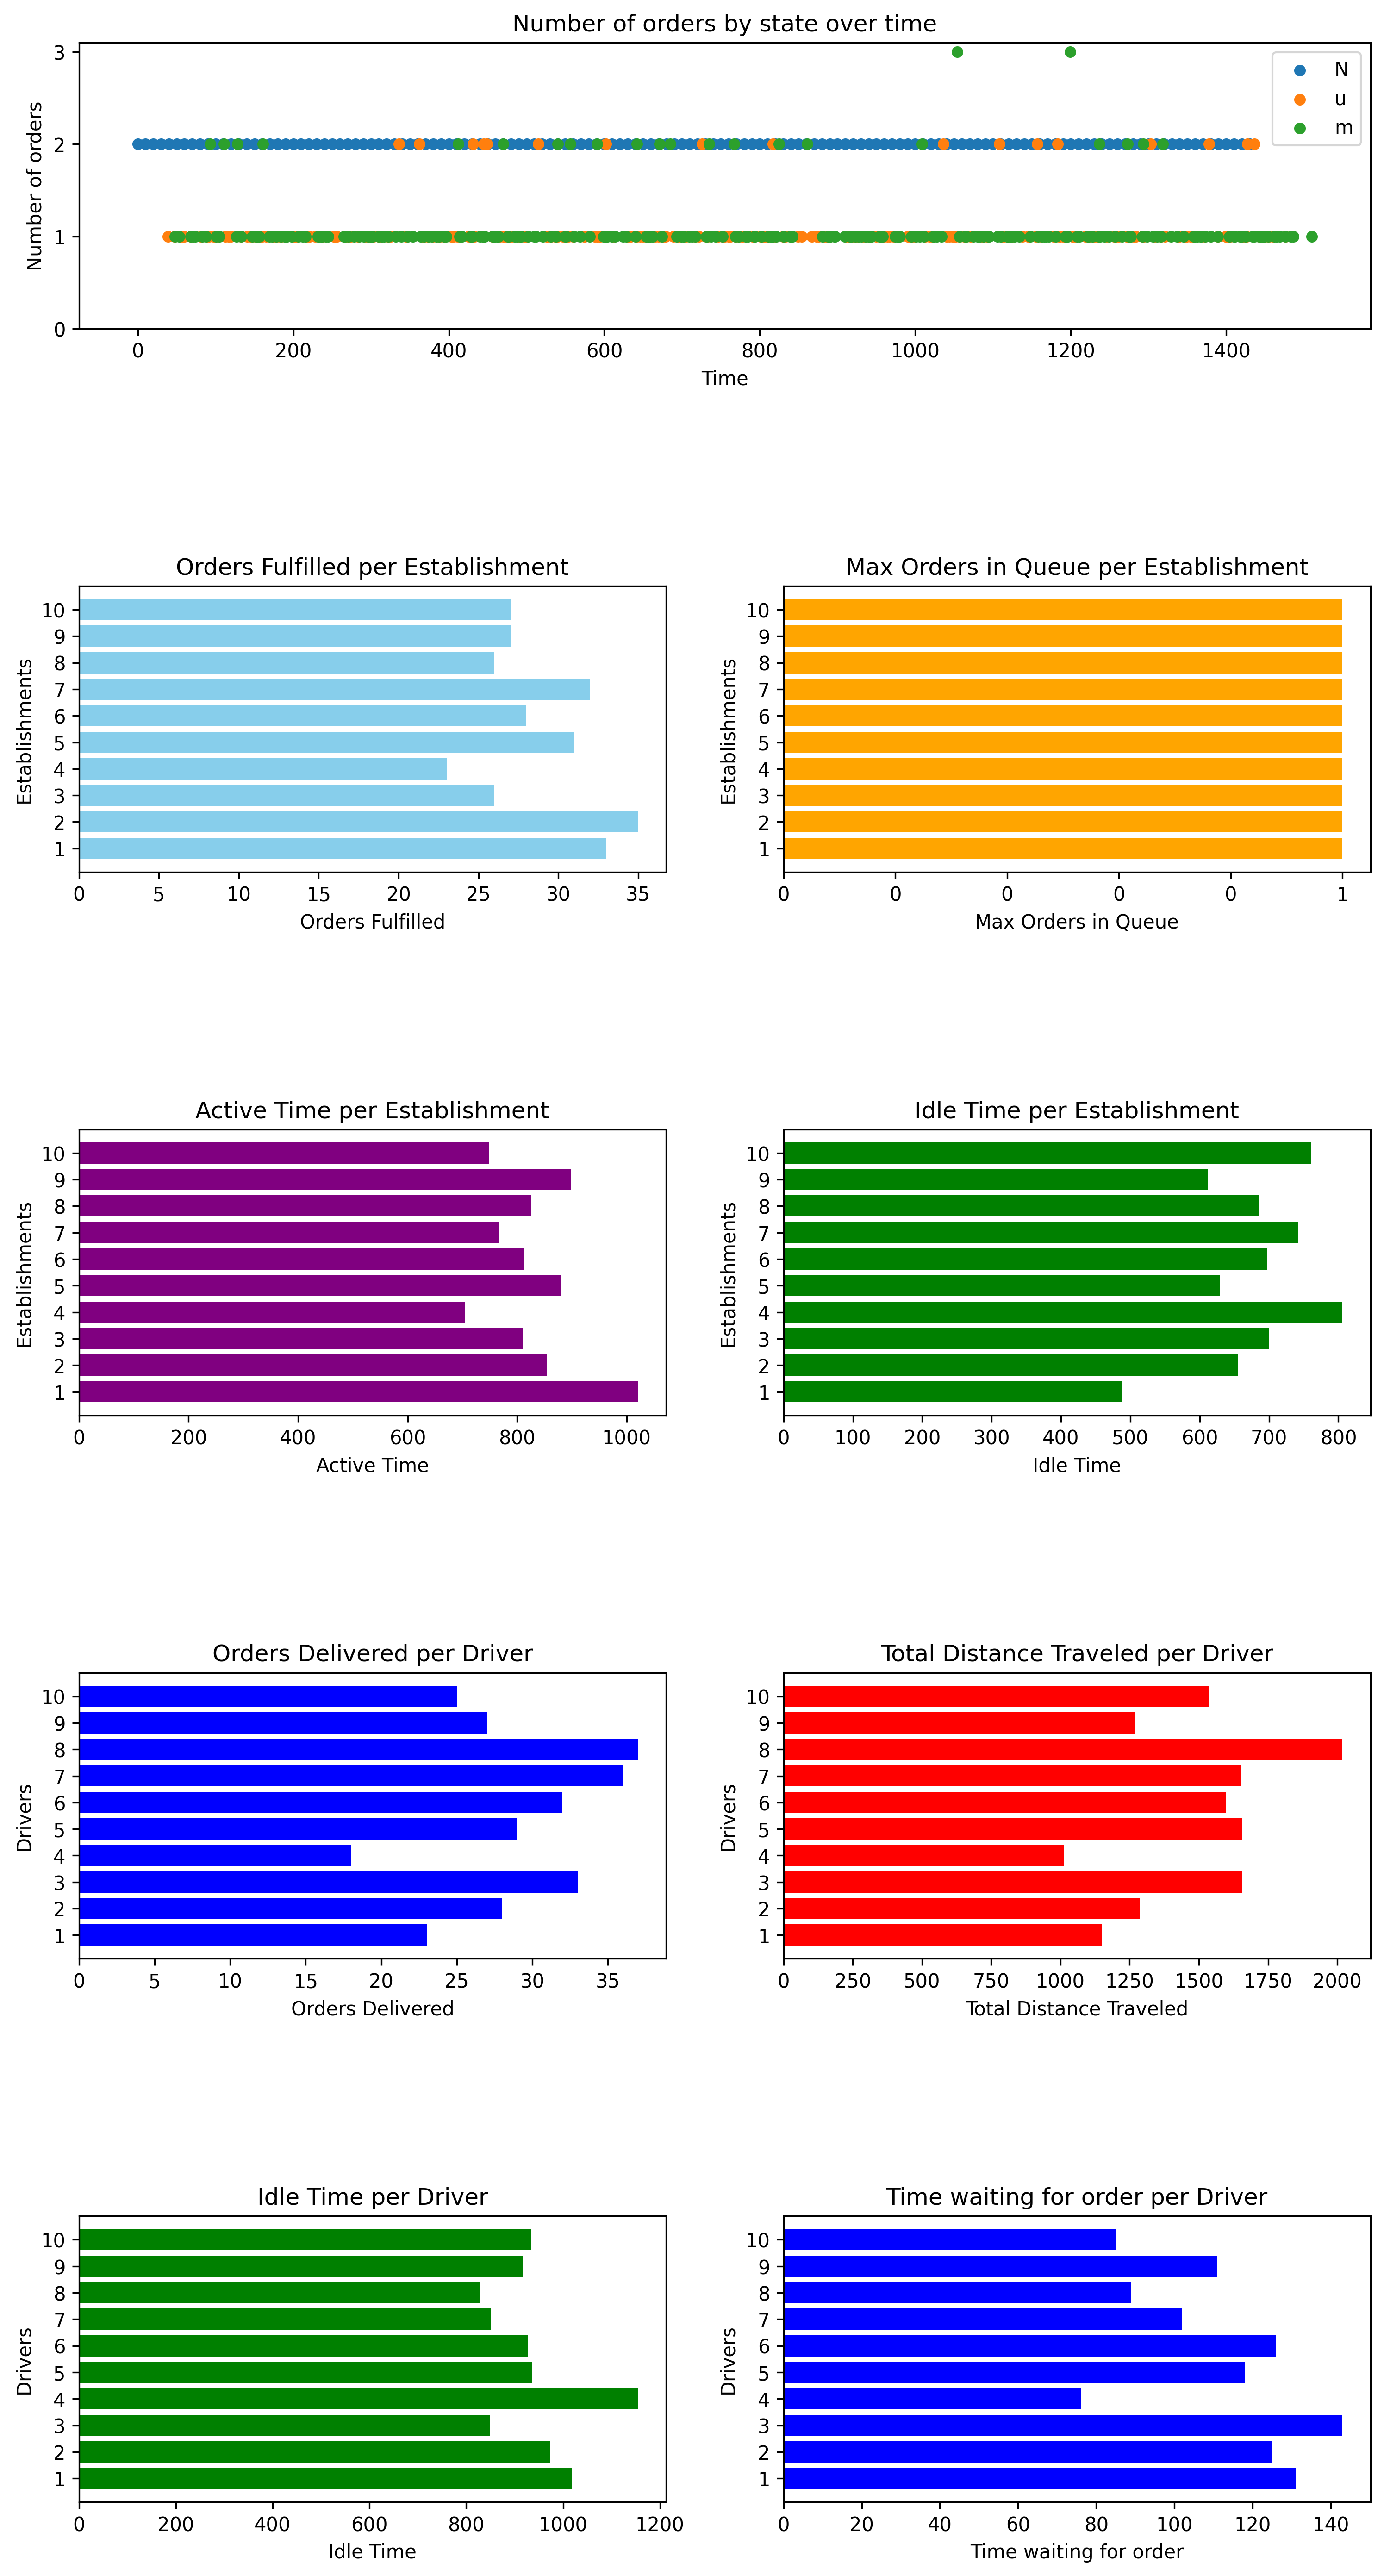 Number of orders by state over time
Number of orders
3
2
1
0
N
u
m
0 200 400 600 800 1000 1200 1400
Time
Orders Fulfilled per Establishment
Establishments
10
9
8
7
6
5
4
3
2
1
0 5 10 15 20 25 30 35
Orders Fulfilled
Max Orders in Queue per Establishment
Establishments
10
9
8
7
6
5
4
3
2
1
0 0 0 0 0 1
Max Orders in Queue
Active Time per Establishment
Establishments
10
9
8
7
6
5
4
3
2
1
0 200 400 600 800 1000
Active Time
Idle Time per Establishment
Establishments
10
9
8
7
6
5
4
3
2
1
0 100 200 300 400 500 600 700 800
Idle Time
Orders Delivered per Driver
Drivers
10
9
8
7
6
5
4
3
2
1
0 5 10 15 20 25 30 35
Orders Delivered
Total Distance Traveled per Driver
Drivers
10
9
8
7
6
5
4
3
2
1
0 250 500 750 1000 1250 1500 1750 2000
Total Distance Traveled
Idle Time per Driver
Drivers
10
9
8
7
6
5
4
3
2
1
0 200 400 600 800 1000 1200
Idle Time
Time waiting for order per Driver
Drivers
10
9
8
7
6
5
4
3
2
1
0 20 40 60 80 100 120 140
Time waiting for order